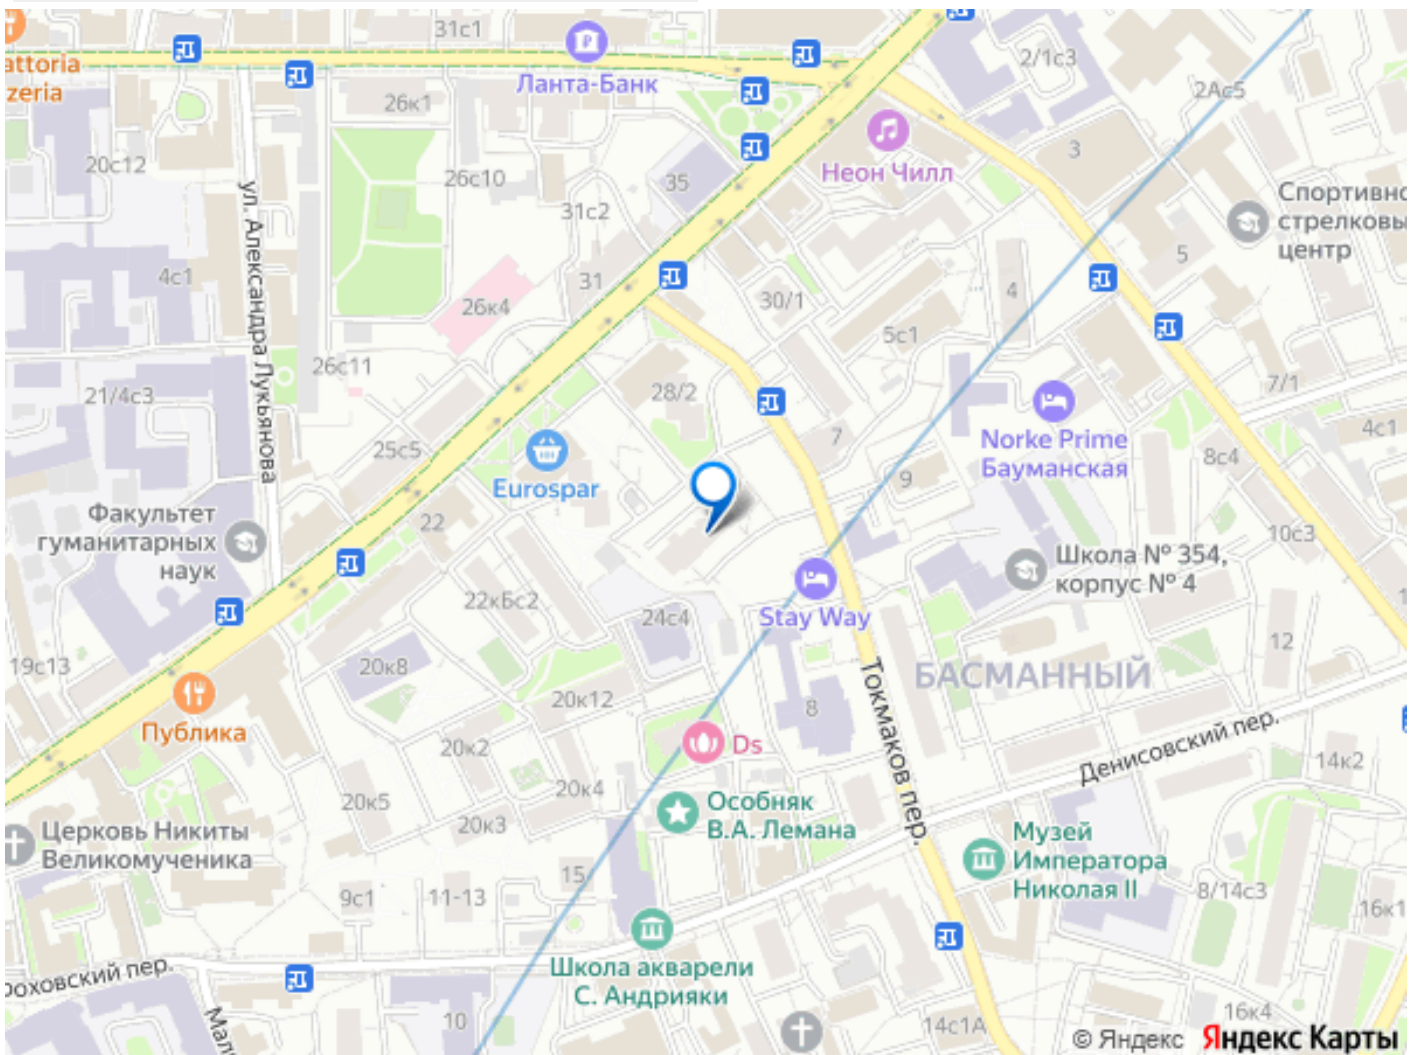 31с1
attoria
zeria
Ланта-Банк
26к1
2/1с3
2Ас5
20с12
26с10
35
Неон Чилл
3
31с2
Спортивно
стрелковы
центр
ул. Александра Лукьянова
4с1
31
26к4
30/1
4
5
5с1
26с11
21/4с3
28/2
7/1
25с5
7
Norke Prime
Бауманская
4с1
8с4
Eurospar
9
Факультет
гуманитарных
наук
22
10с3
Школа № 354,
корпус № 4
22кБс2
24с4
Stay Way
12
19с13
20к8
БАСМАННЫЙ
20к12
8
Токмаков пер.
Публика
20к2
Ds
Денисовский пер.
14к2
20к5
20к4
20к3
Особняк
В.А. Лемана
Церковь Никиты
Великомученика
Музей
Императора
Николая II
15
9с1
11-13
8/14с3
16к1
роховский пер.
Школа акварели
С. Андрияки
Мал
10
14с1А
16к4
© Яндекс Яндекс Карты